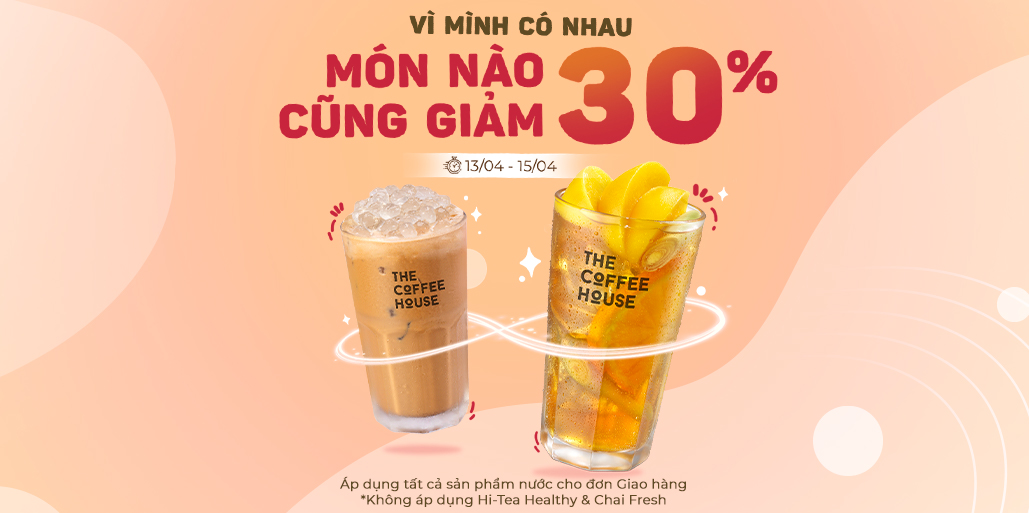 VÌ MÌNH CÓ NHAU
MÓN NÀO
CŨNG GIẢM
30%
13/04 - 15/04
THE
COFFEE
HOUSE
THE
COFFEE
HOUSE
Áp dụng tất cả sản phẩm nước cho đơn Giao hàng
*Không áp dụng Hi-Tea Healthy & Chai Fresh